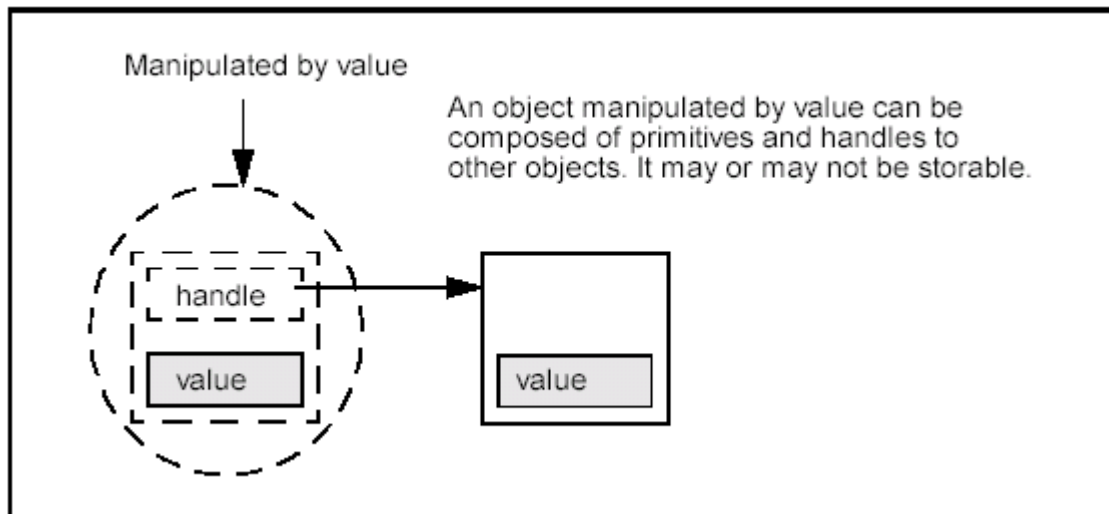 Manipulated by value
An object manipulated by value can be
composed of primitives and handles to
other objects. It may or may not be storable.
handle
value
value